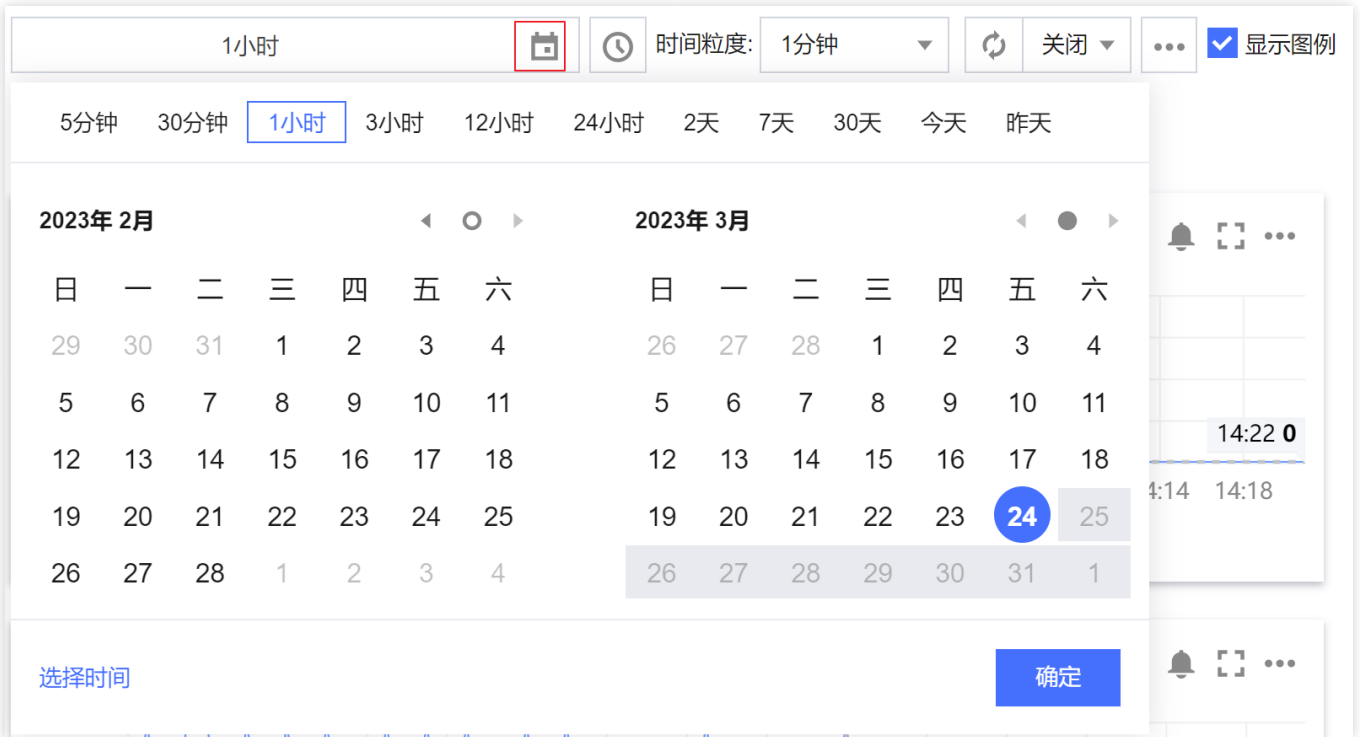 1小时 时间粒度: 1分钟 关闭 显示图例
5分钟 30分钟 1小时 3小时 12小时 24小时 2天 7天 30天 今天 昨天
2023年 2月
日 一 二 三 四 五 六
29 30 31 1 2 3 4
5 6 7 8 9 10 11
12 13 14 15 16 17 18
19 20 21 22 23 24 25
26 27 28 1 2 3 4
2023年 3月
日 一 二 三 四 五 六
26 27 28 1 2 3 4
5 6 7 8 9 10 11
12 13 14 15 16 17 18
19 20 21 22 23 24 25
26 27 28 29 30 31 1
14:22 0
4:14 14:18
选择时间 确定